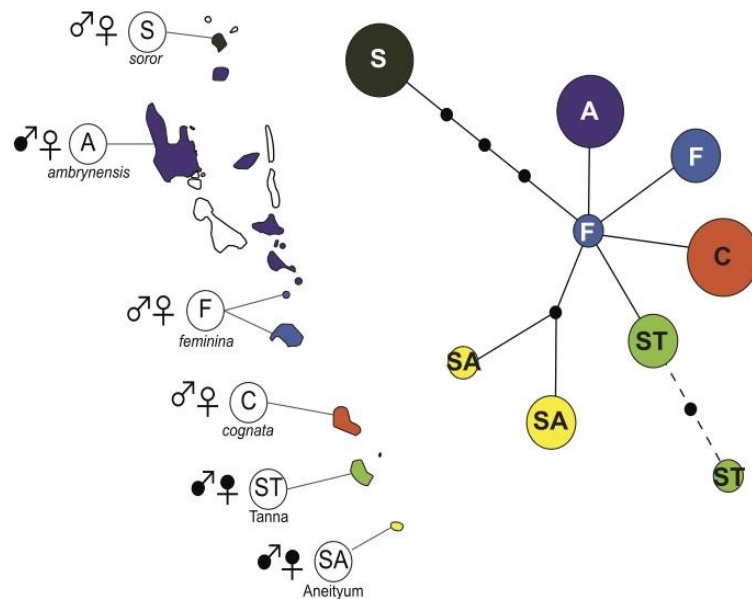 ♂♀ S
soror
♂♀ A
ambrynensis
♂♀ F
feminina
♂♀ C
cognata
♂♀ ST
Tanna
♂♀ SA
Aneityum
S
A
F
F
C
ST
SA
SA
ST